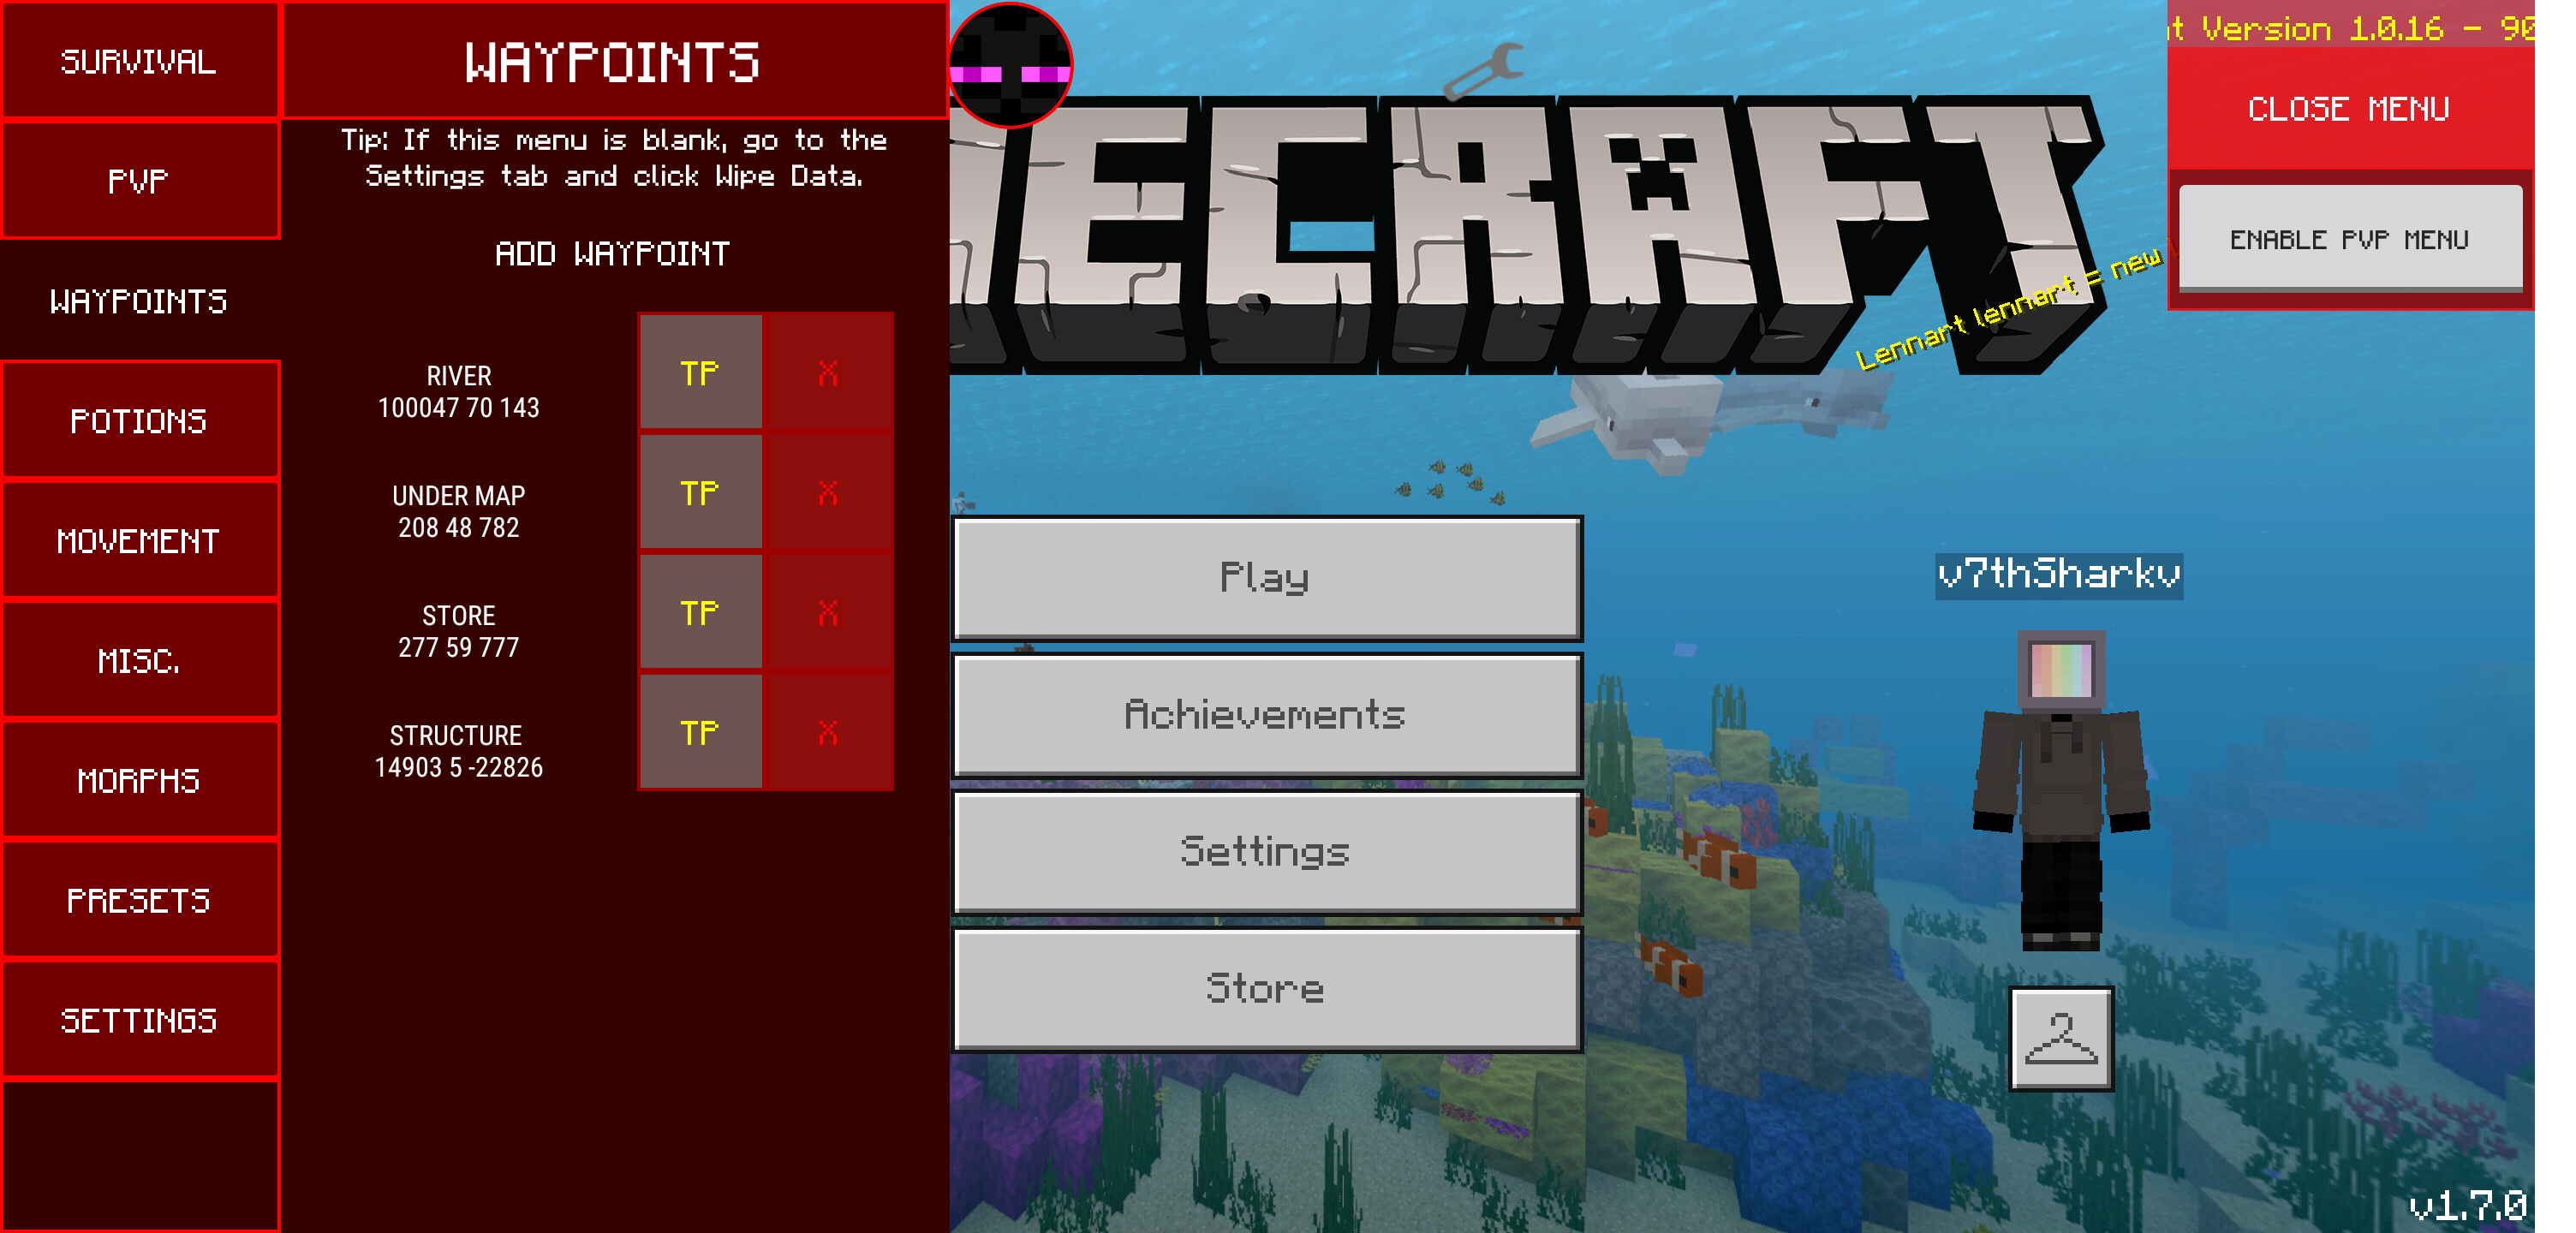 SURVIVAL
PVP
WAYPOINTS
POTIONS
MOVEMENT
MISC.
MORPHS
PRESETS
SETTINGS
WAYPOINTS
Tip: If this menu is blank, go to the
Settings tab and click Wipe Data.
ADD WAYPOINT
RIVER
100047 70 143
TP X
UNDER MAP
208 48 782
TP X
STORE
277 59 777
TP X
STRUCTURE
14903 5 -22826
TP X
ECRAFT
Lennart lennart = new
Play
Achievements
Settings
Store
Version 1.0.16 - 90
CLOSE MENU
ENABLE PVP MENU
v7thSharkv
v1.7.0